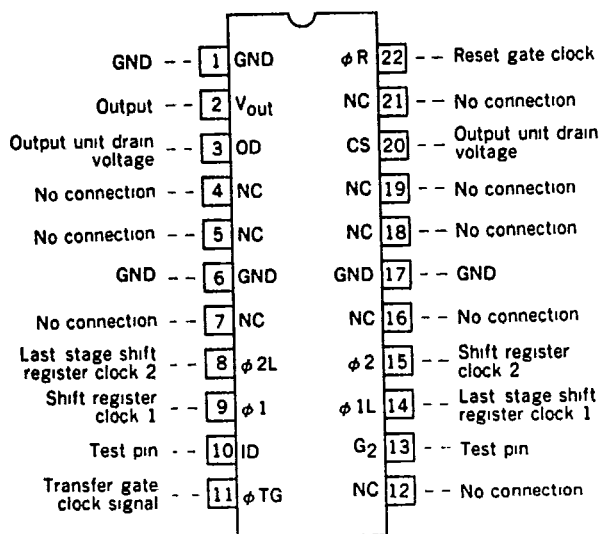 GND -- 1 GND φR 22 -- Reset gate clock
Output -- 2 Vout NC 21 -- No connection
Output unit drain voltage -- 3 OD CS 20 -- Output unit drain voltage
No connection -- 4 NC NC 19 -- No connection
No connection -- 5 NC NC 18 -- No connection
GND -- 6 GND GND 17 -- GND
No connection -- 7 NC NC 16 -- No connection
Last stage shift register clock 2 -- 8 φ2L φ2 15 -- Shift register clock 2
Shift register clock 1 -- 9 φ1 φ1L 14 -- Last stage shift register clock 1
Test pin -- 10 ID G2 13 -- Test pin
Transfer gate clock signal -- 11 φTG NC 12 -- No connection